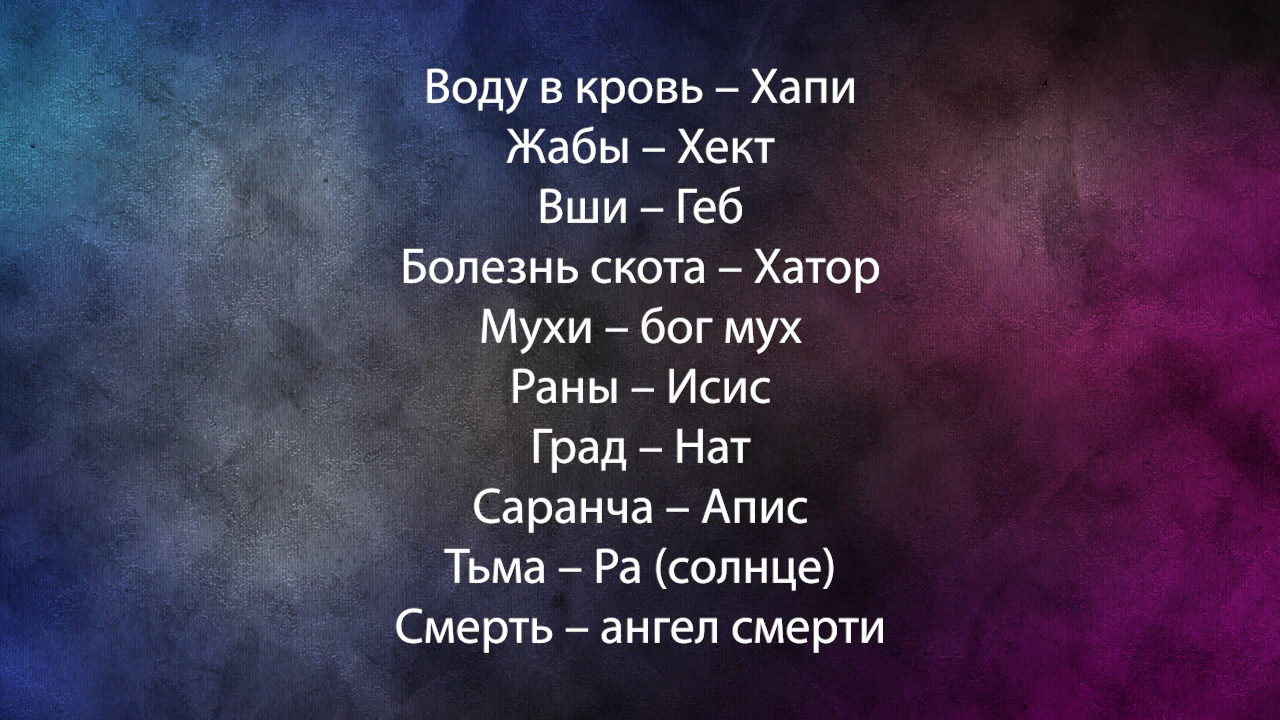 Воду в кровь – Хапи
Жабы – Хект
Вши – Геб
Болезнь скота – Хатор
Мухи – бог мух
Раны – Исис
Град – Нат
Саранча – Апис
Тьма – Ра (солнце)
Смерть – ангел смерти